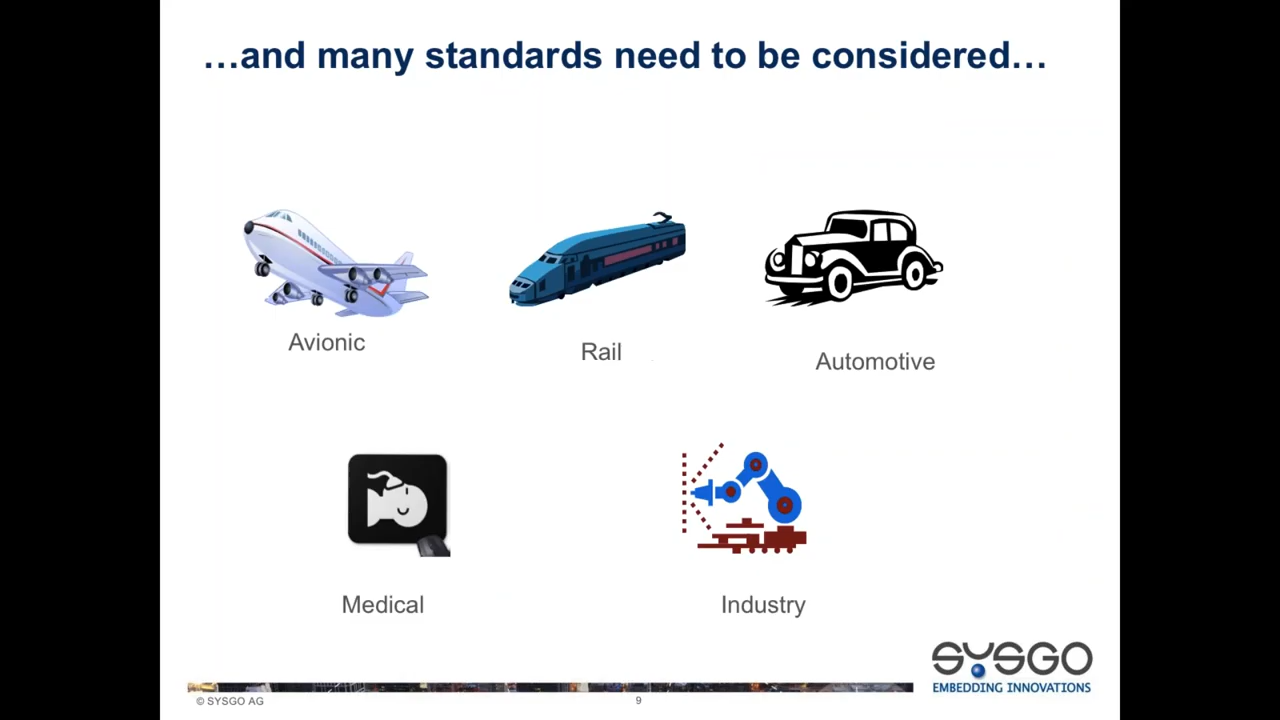 …and many standards need to be considered…
Avionic
Rail
Automotive
Medical
Industry
SYSGO
EMBEDDING INNOVATIONS
© SYSGO AG
9